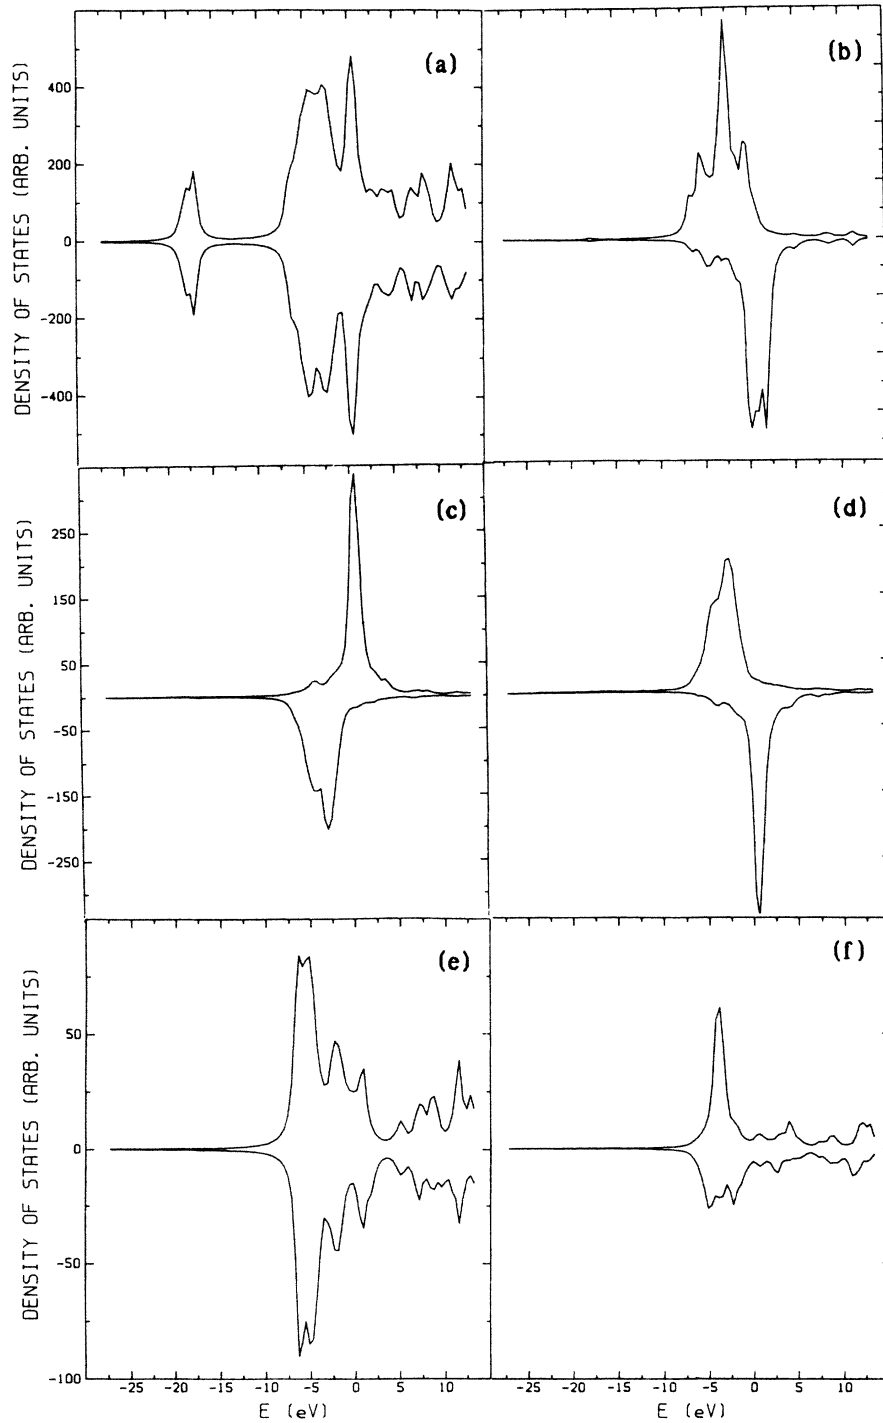 (a)
(b)
DENSITY OF STATES (ARB. UNITS)
400
200
0
-200
-400
(c)
(d)
DENSITY OF STATES (ARB. UNITS)
250
150
50
-50
-150
-250
(e)
(f)
DENSITY OF STATES (ARB. UNITS)
50
0
-50
-100
-25 -20 -15 -10 -5 0 5 10
-25 -20 -15 -10 -5 0 5 10
E (eV)
E (eV)